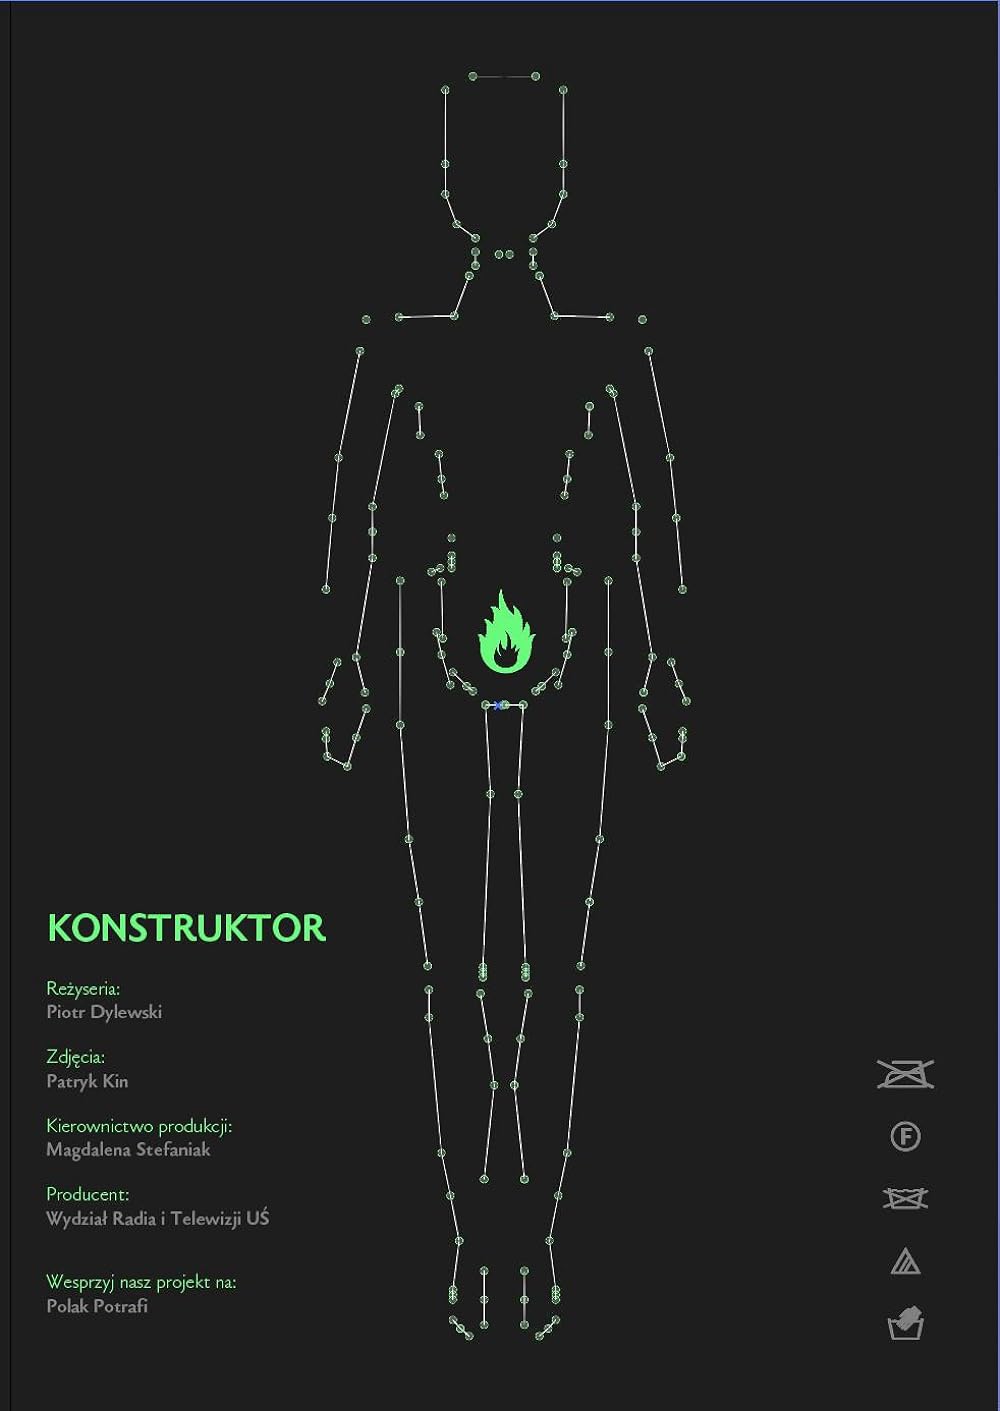 KONSTRUKTOR
Reżyseria:
Piotr Dylewski
Zdjęcia:
Patryk Kin
Kierownictwo produkcji:
Magdalena Stefaniak
Producent:
Wydział Radia i Telewizji UŚ
Wesprzyj nasz projekt na:
Polak Potrafi
F